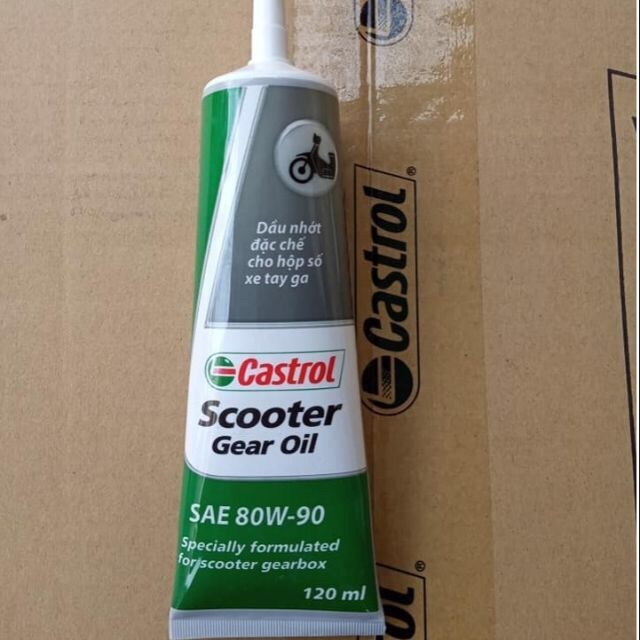 Dầu nhớt
đặc chế
cho hộp số
xe tay ga
Castrol
Scooter
Gear Oil
SAE 80W-90
Specially formulated
for scooter gearbox
120 ml
Castrol®